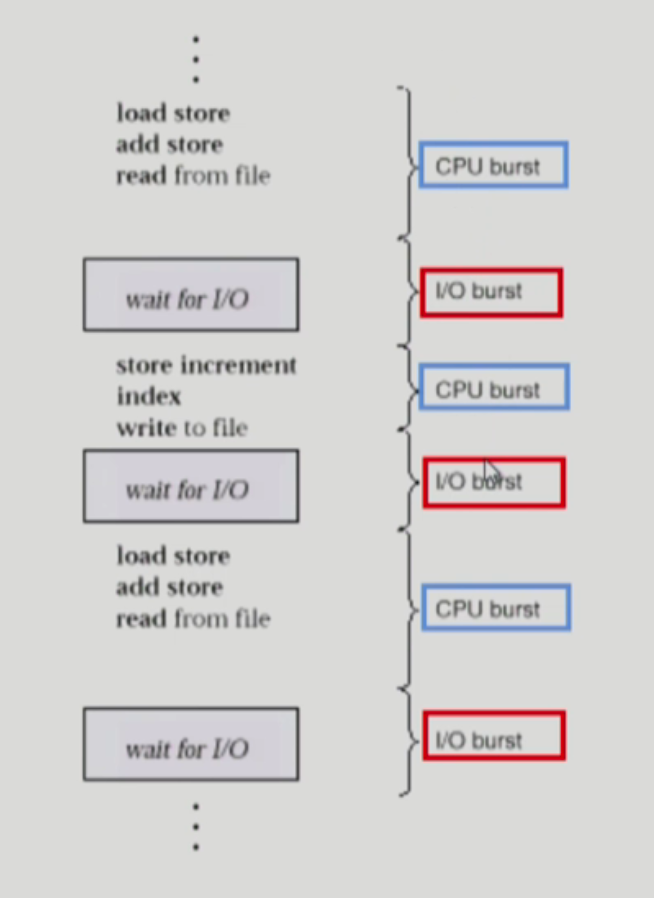 load store
add store
read from file
CPU burst
wait for I/O
I/O burst
store increment
index
write to file
CPU burst
wait for I/O
I/O burst
load store
add store
read from file
CPU burst
wait for I/O
I/O burst